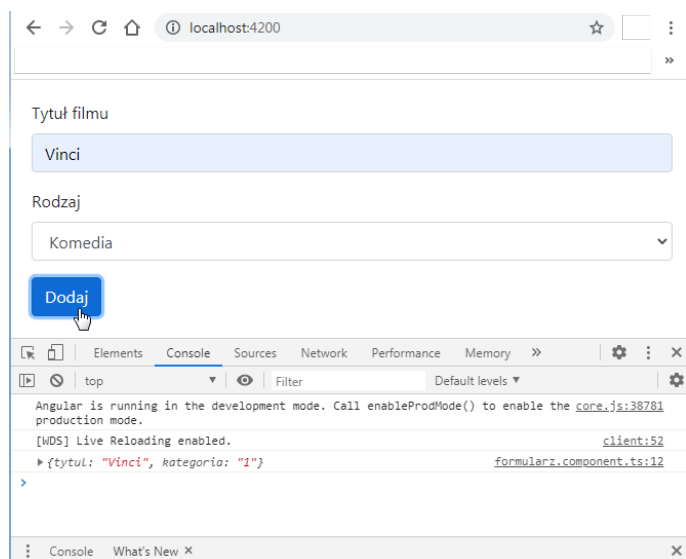 localhost:4200
»
Tytuł filmu
Vinci
Rodzaj
Komedia
Dodaj
Elements Console Sources Network Performance Memory »
top Filter Default levels ▼
Angular is running in the development mode. Call enableProdMode() to enable the core.js:38781
production mode.
[WDS] Live Reloading enabled. client:52
{tytul: "Vinci", kategoria: "1"} formularz.component.ts:12
>
Console What's New ×